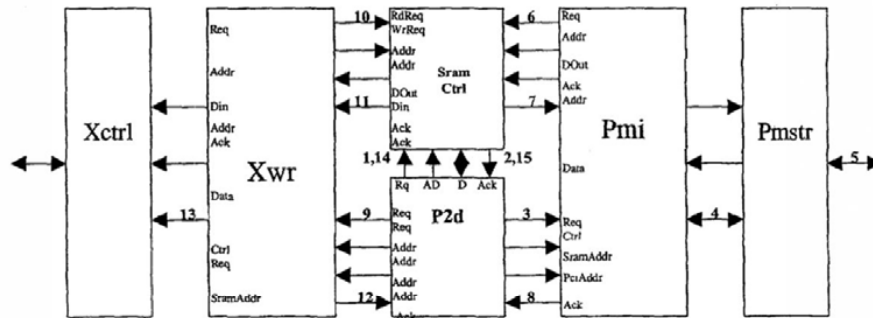 Xctrl
13
Req
Addr
Din
Addr
Ack
Xwr
Data
Ctrl
Req
SramAddr
10
11
9
12
RdReq
WrReq
Addr
Addr
Sram
Ctrl
DOut
Din
Ack
Ack
1,14
2,15
Rq AD D Ack
P2d
Req
Req
Addr
Addr
Addr
Addr
Ack
6
7
3
8
Req
Addr
DOut
Ack
Addr
Pmi
Data
Req
Ctrl
SramAddr
PciAddr
Ack
4
Pmstr
5